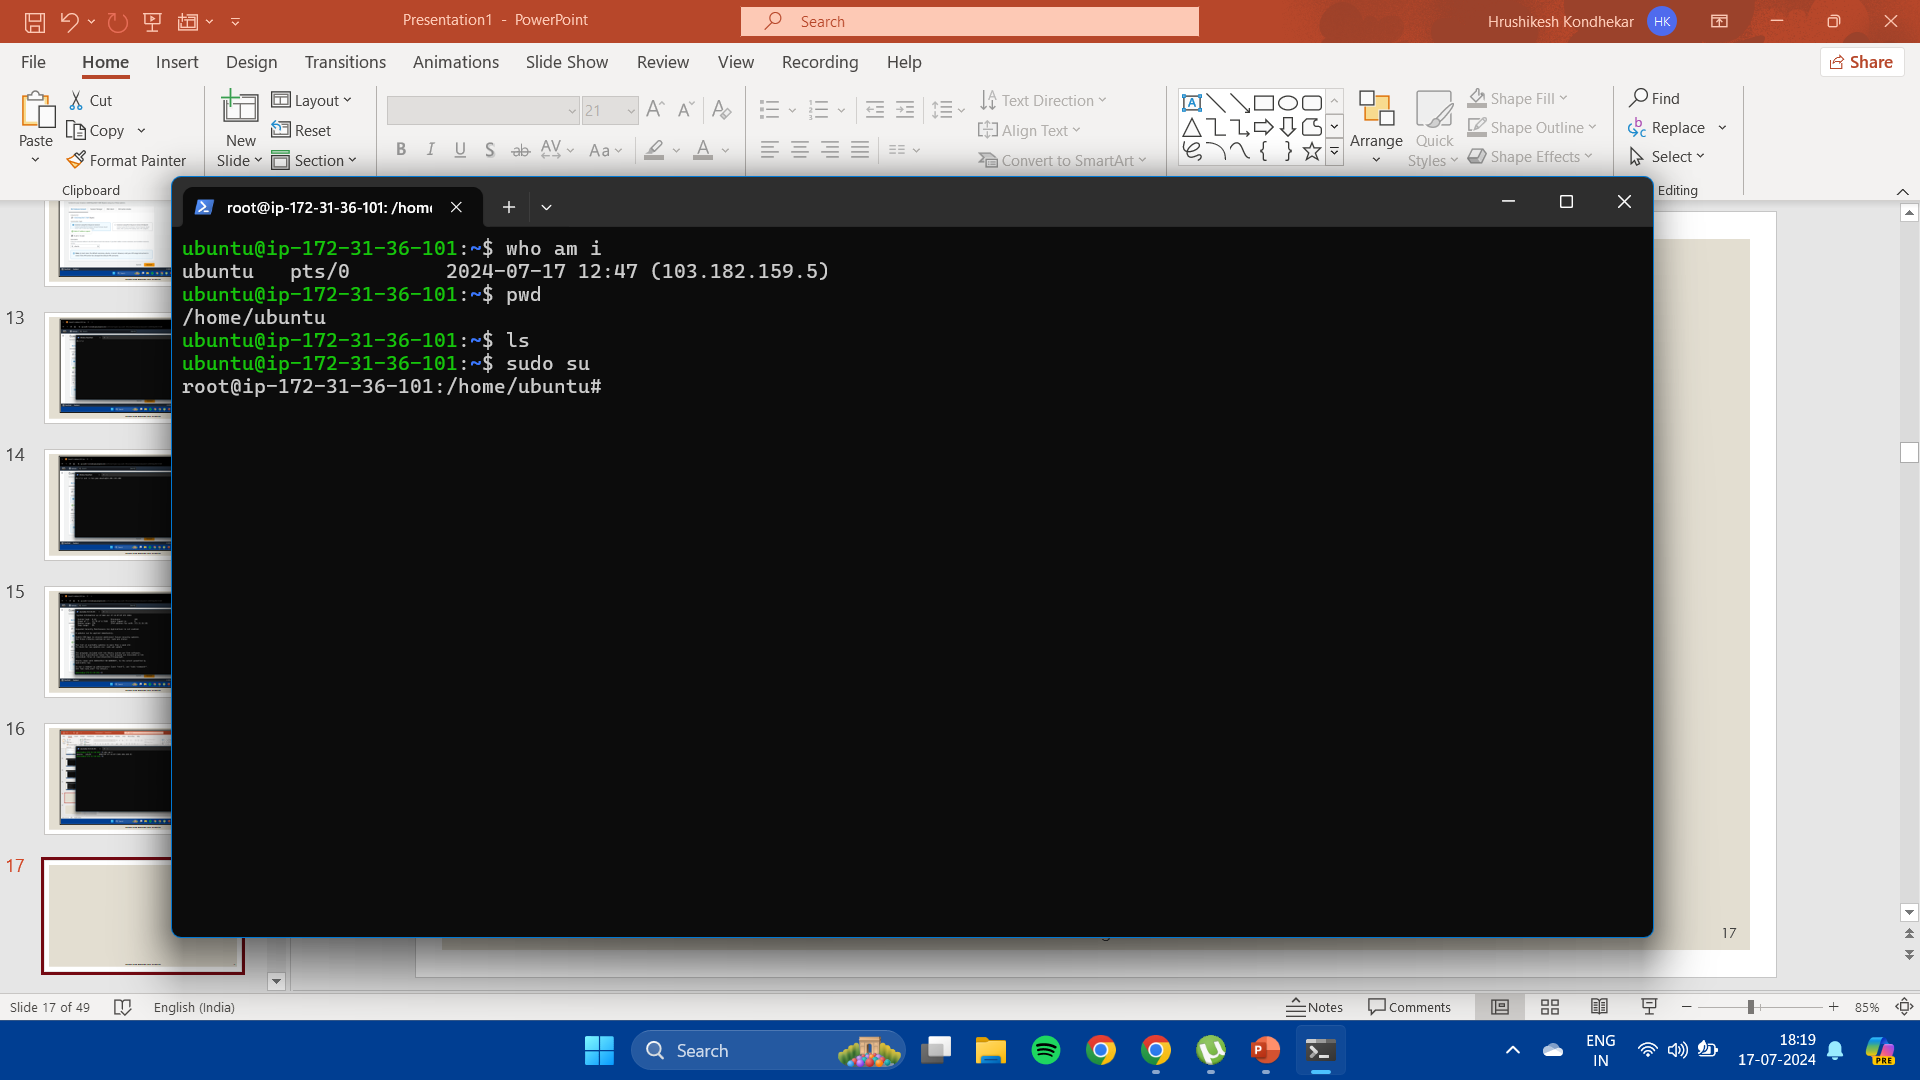 Presentation1 - PowerPoint
Search
Hrushikesh Kondhekar
HK
File
Home
Insert
Design
Transitions
Animations
Slide Show
Review
View
Recording
Help
Share
Paste
Cut
Copy
Format Painter
Clipboard
New
Slide
Layout
Reset
Section
21
Text Direction
Align Text
Convert to SmartArt
Arrange
Quick
Styles
Shape Fill
Shape Outline
Shape Effects
Find
Replace
Select
Editing
root@ip-172-31-36-101: /hom
ubuntu@ip-172-31-36-101:~$ who am i
ubuntu   pts/0        2024-07-17 12:47 (103.182.159.5)
ubuntu@ip-172-31-36-101:~$ pwd
/home/ubuntu
ubuntu@ip-172-31-36-101:~$ ls
ubuntu@ip-172-31-36-101:~$ sudo su
root@ip-172-31-36-101:/home/ubuntu#
13
14
15
16
17
17
Slide 17 of 49
English (India)
Notes
Comments
85%
Search
ENG
IN
18:19
17-07-2024
PRE